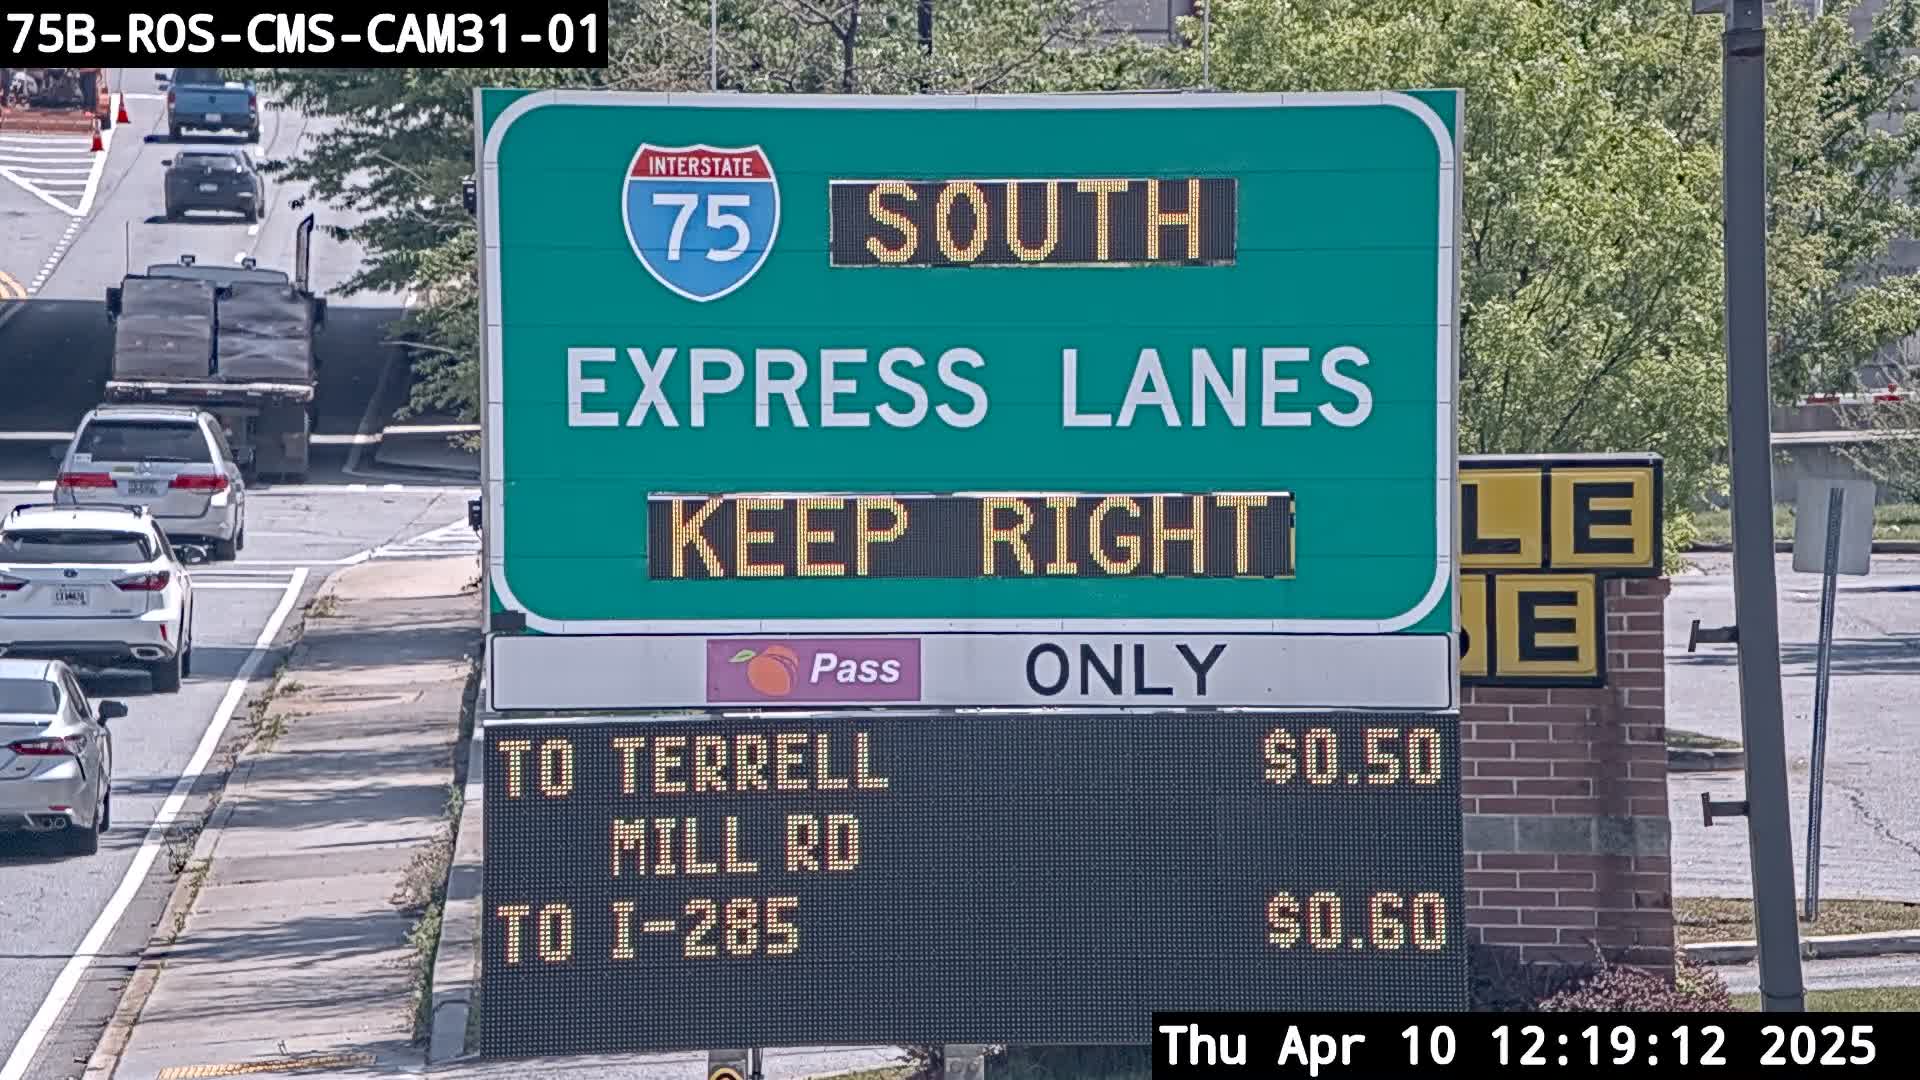 75B-ROS-CMS-CAM31-01
INTERSTATE
75
SOUTH
EXPRESS LANES
KEEP RIGHT
Pass ONLY
TO TERRELL $0.50
MILL RD
TO I-285 $0.60
LE
E
Thu Apr 10 12:19:12 2025